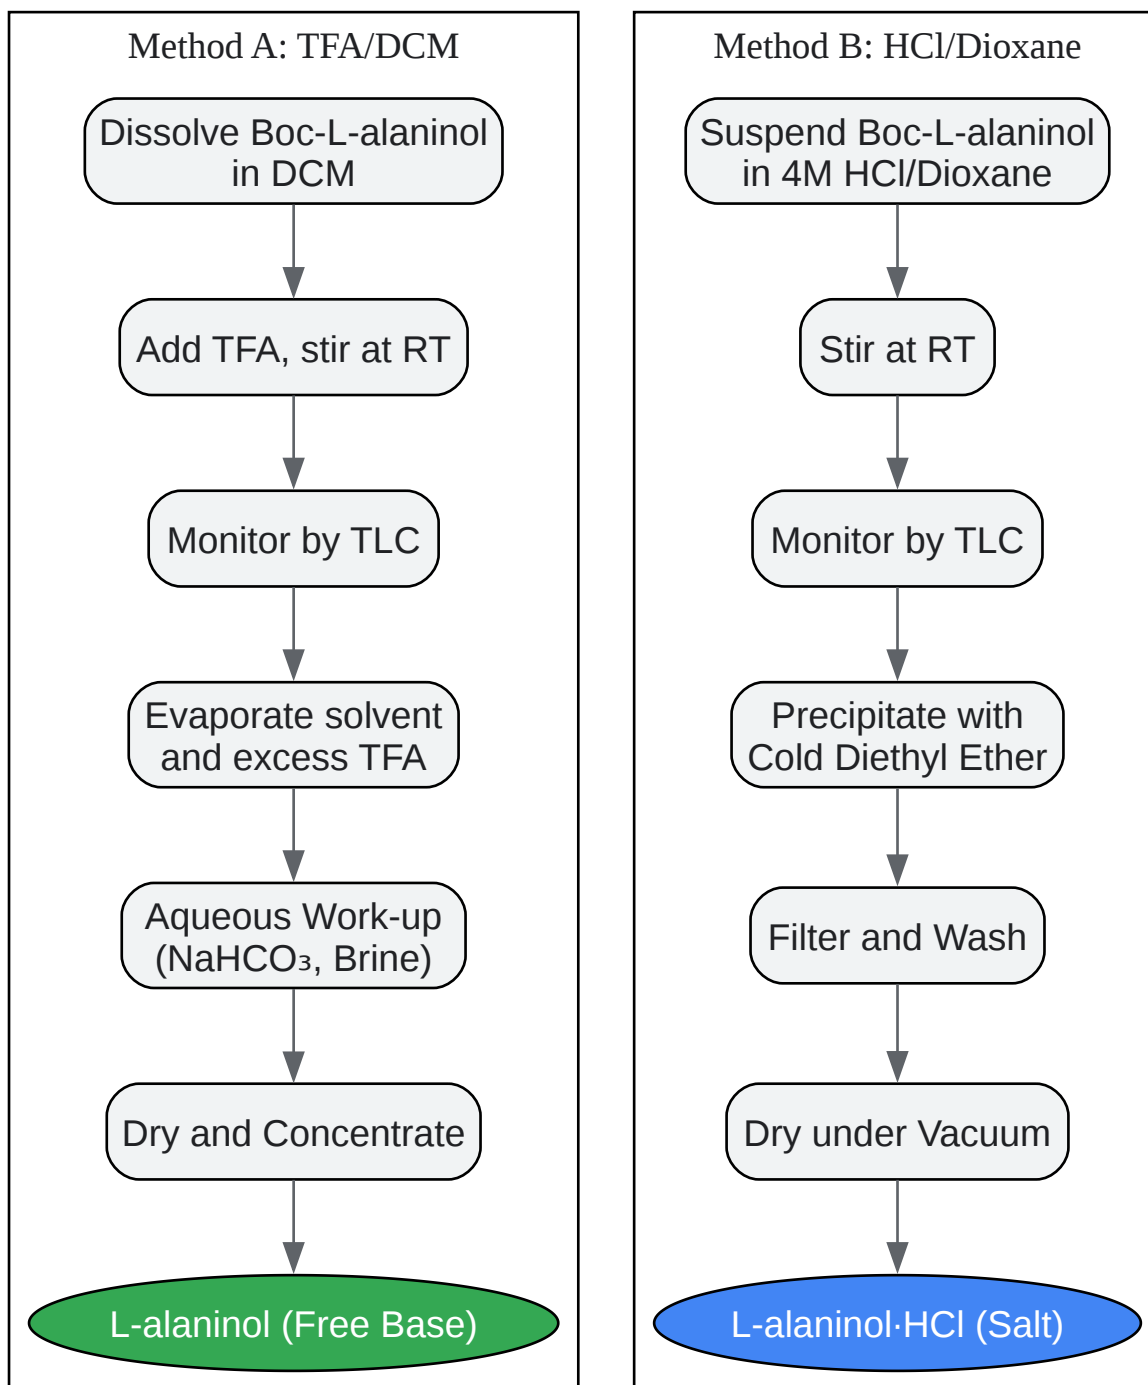 Method A: TFA/DCM
Dissolve Boc-L-alaninol
in DCM
Add TFA, stir at RT
Monitor by TLC
Evaporate solvent
and excess TFA
Aqueous Work-up
(NaHCO₃, Brine)
Dry and Concentrate
L-alaninol (Free Base)
Method B: HCl/Dioxane
Suspend Boc-L-alaninol
in 4M HCl/Dioxane
Stir at RT
Monitor by TLC
Precipitate with
Cold Diethyl Ether
Filter and Wash
Dry under Vacuum
L-alaninol·HCl (Salt)